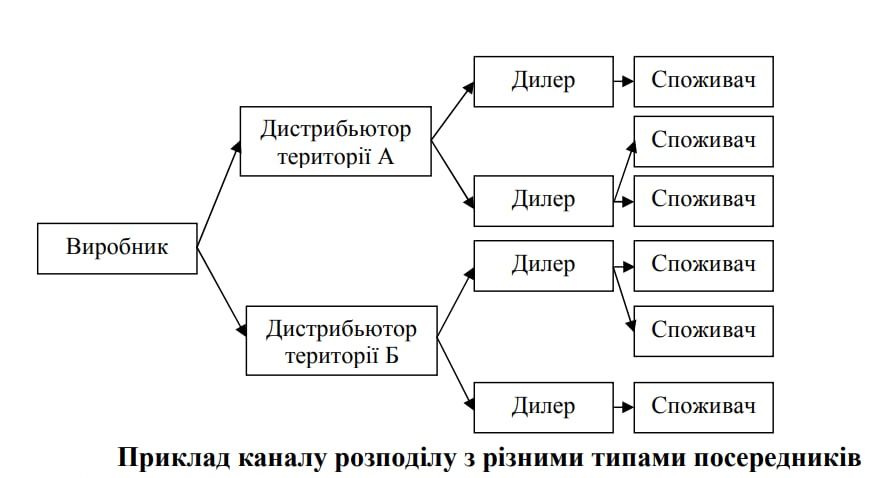 Дилер
Споживач
Дистрибьютор
території А
Споживач
Дилер
Споживач
Виробник
Дилер
Споживач
Дистрибьютор
території Б
Споживач
Дилер
Споживач
Приклад каналу розподілу з різними типами посередників